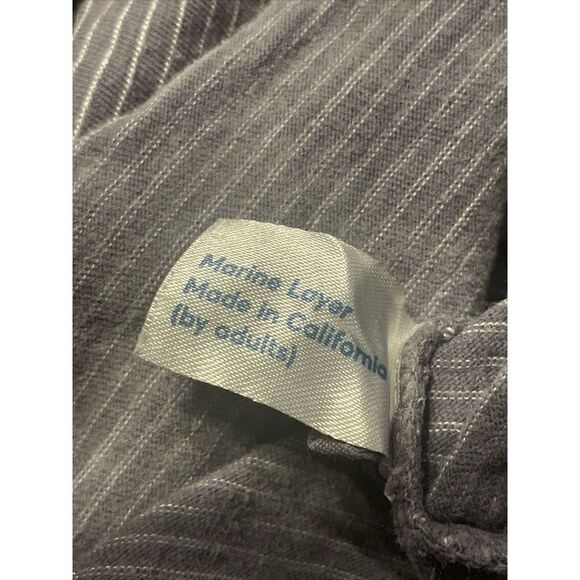 Marine Layer
Made in California
(by adults)